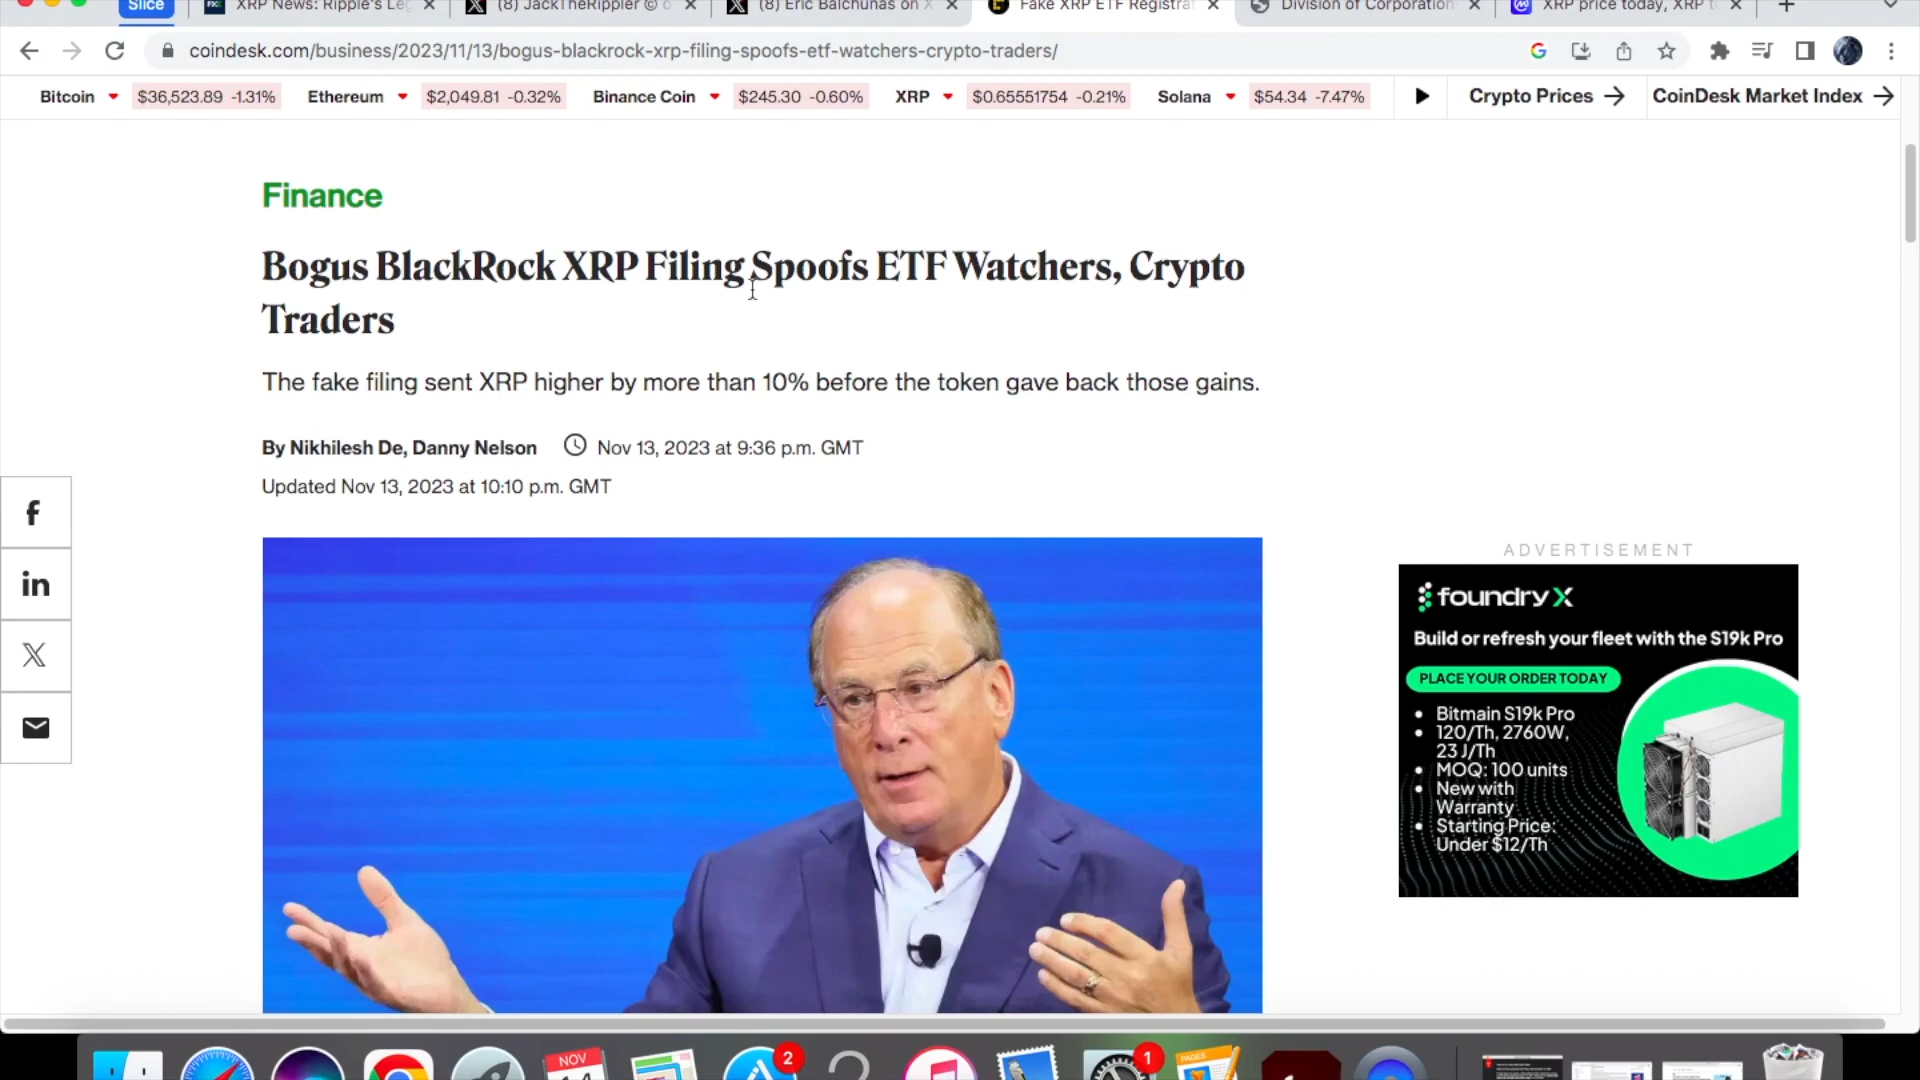 Slice
XRP News: Ripple's Leg
(8) JackTheRippler © o
(8) Eric Balchunas on X
Fake XRP ETF Registrat
Division of Corporation
XRP price today, XRP to
coindesk.com/business/2023/11/13/bogus-blackrock-xrp-filing-spoofs-etf-watchers-crypto-traders/
Bitcoin $36,523.89 -1.31% Ethereum $2,049.81 -0.32% Binance Coin $245.30 -0.60% XRP $0.65551754 -0.21% Solana $54.34 -7.47% Crypto Prices → CoinDesk Market Index →
Finance
Bogus BlackRock XRP Filing Spoofs ETF Watchers, Crypto
Traders
The fake filing sent XRP higher by more than 10% before the token gave back those gains.
By Nikhilesh De, Danny Nelson Nov 13, 2023 at 9:36 p.m. GMT
Updated Nov 13, 2023 at 10:10 p.m. GMT
f
in
X
ADVERTISEMENT
foundryX
Build or refresh your fleet with the S19k Pro
PLACE YOUR ORDER TODAY
• Bitmain S19k Pro
• 120/Th, 2760W,
23 J/Th
• MOQ: 100 units
• New with
Warranty
• Starting Price:
Under $12/Th
NOV
2
1
PAGES